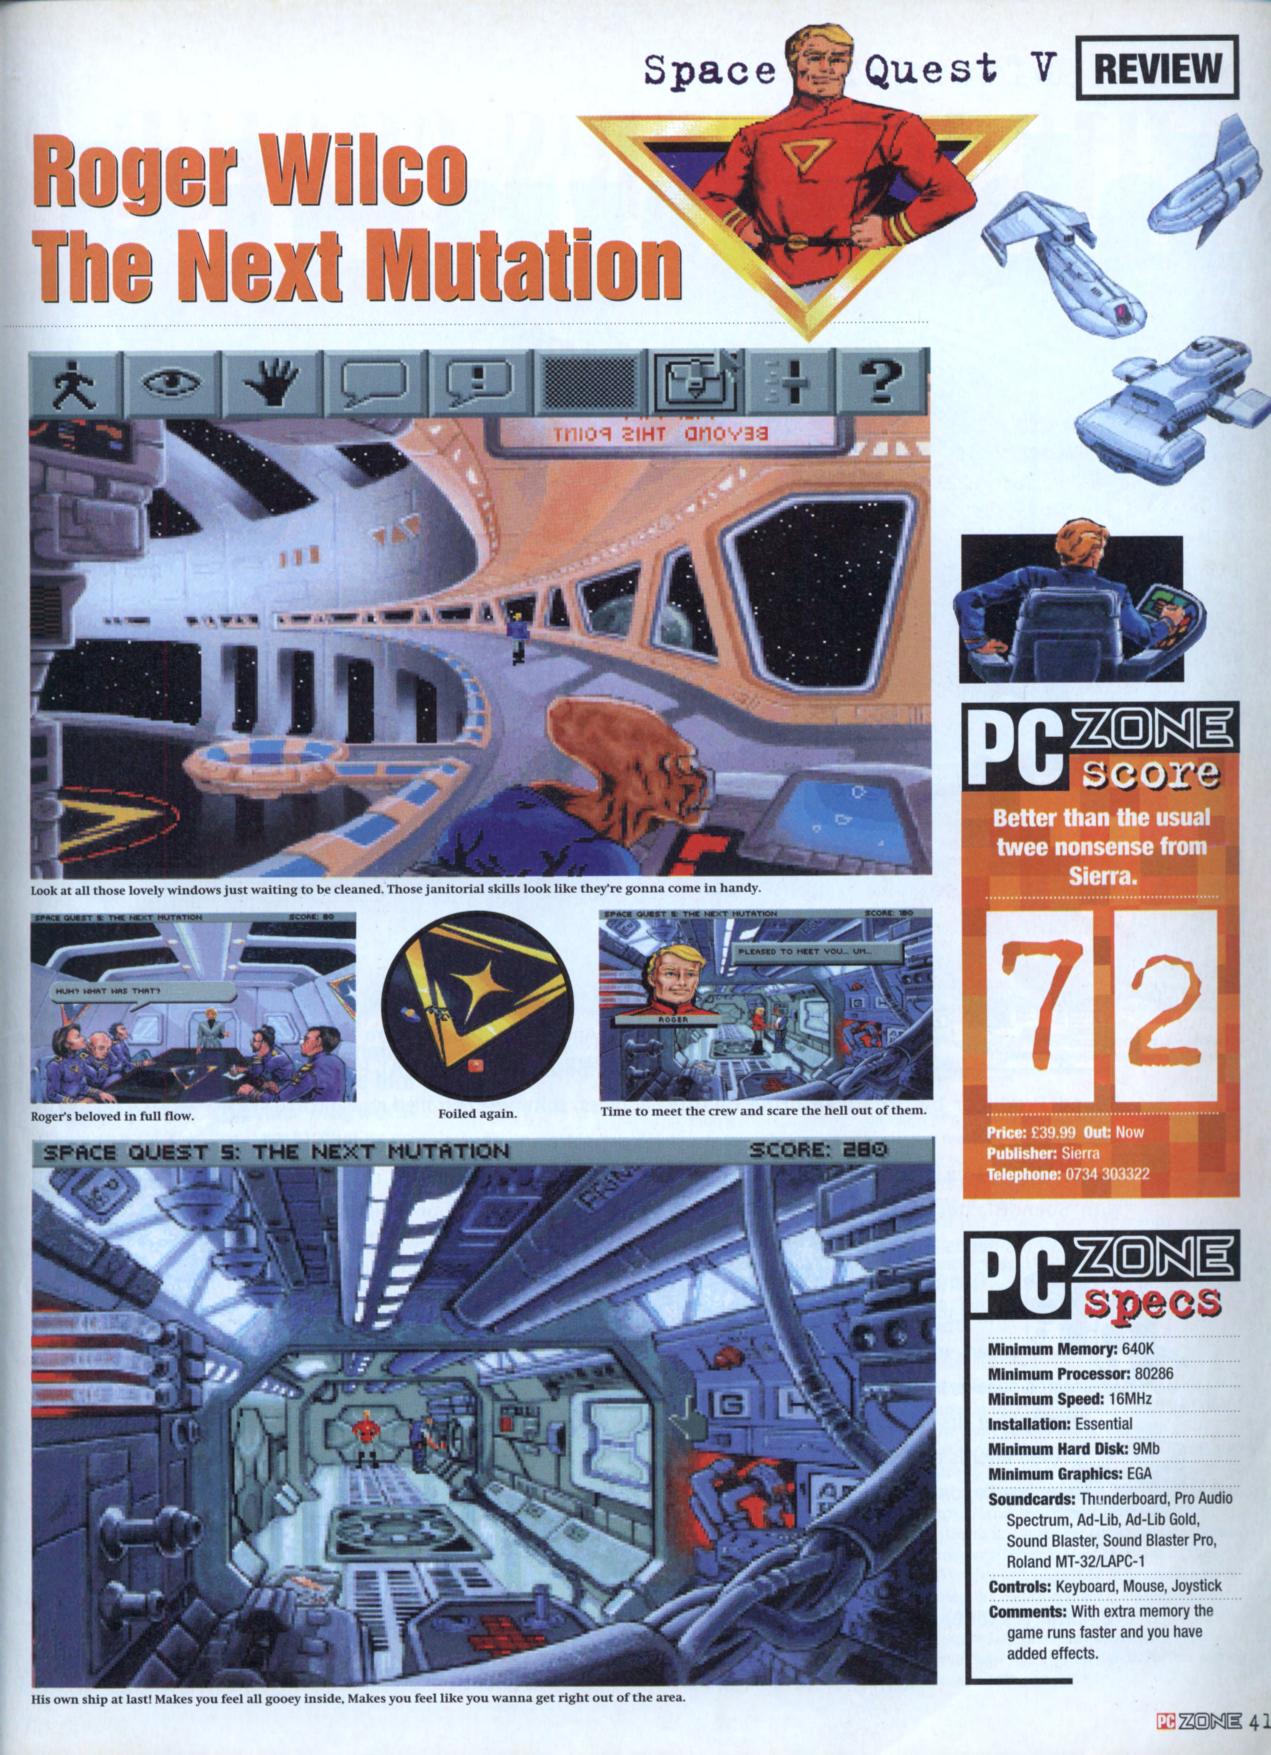 Space Quest V REVIEW
Roger Wilco
The Next Mutation
?
BEYOND THIS POINT
Look at all those lovely windows just waiting to be cleaned. Those janitorial skills look like they're gonna come in handy.
SPACE QUEST 5: THE NEXT MUTATION SCORE: 80
HUH? WHAT WAS THAT?
Roger's beloved in full flow.
Foiled again.
SPACE QUEST 5: THE NEXT MUTATION SCORE: 180
PLEASED TO MEET YOU... UM...
ROGER
Time to meet the crew and scare the hell out of them.
SPACE QUEST 5: THE NEXT MUTATION SCORE: 280
G H
His own ship at last! Makes you feel all gooey inside, Makes you feel like you wanna get right out of the area.
PC ZONE
score
Better than the usual
twee nonsense from
Sierra.
72
Price: £39.99 Out: Now
Publisher: Sierra
Telephone: 0734 303322
PC ZONE
specs
Minimum Memory: 640K
Minimum Processor: 80286
Minimum Speed: 16MHz
Installation: Essential
Minimum Hard Disk: 9Mb
Minimum Graphics: EGA
Soundcards: Thunderboard, Pro Audio
Spectrum, Ad-Lib, Ad-Lib Gold,
Sound Blaster, Sound Blaster Pro,
Roland MT-32/LAPC-1
Controls: Keyboard, Mouse, Joystick
Comments: With extra memory the
game runs faster and you have
added effects.
PC ZONE 41